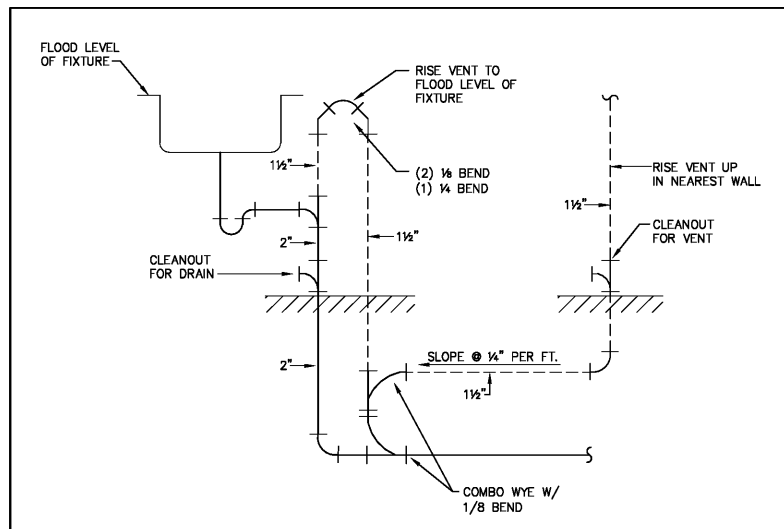 FLOOD LEVEL
OF FIXTURE
RISE VENT TO
FLOOD LEVEL OF
FIXTURE
1½"
(2) ⅛ BEND
(1) ¼ BEND
RISE VENT UP
IN NEAREST WALL
1½"
CLEANOUT
FOR VENT
2"
1½"
CLEANOUT
FOR DRAIN
2"
SLOPE @ ¼" PER FT.
1½"
COMBO WYE W/
1/8 BEND